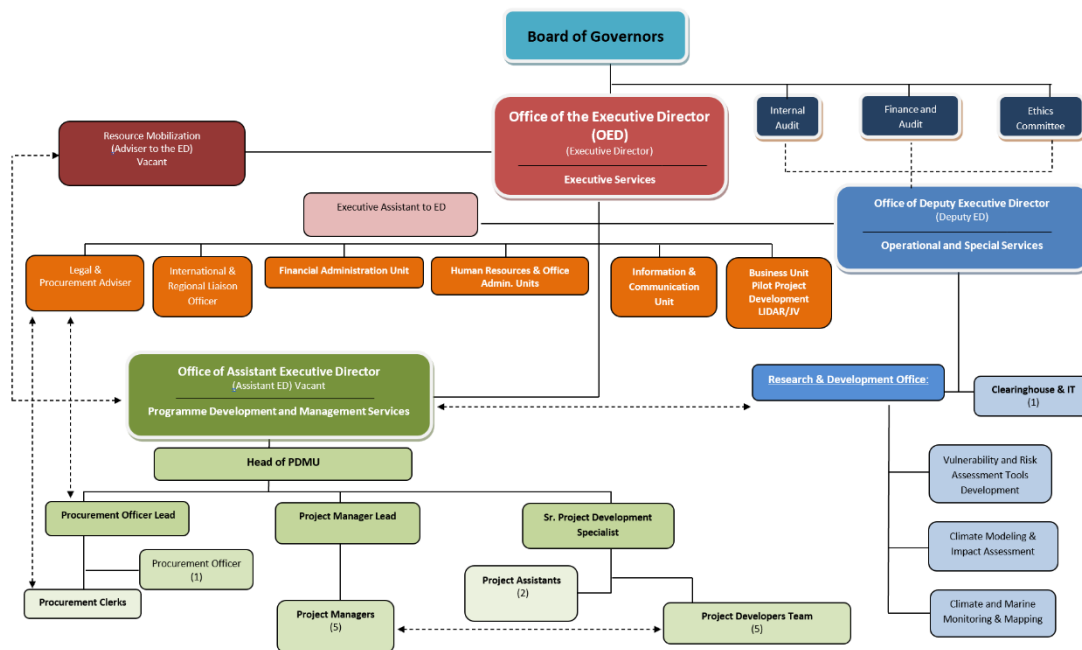 Board of Governors
Office of the Executive Director
(OED)
(Executive Director)
Executive Services
Internal
Audit
Finance and
Audit
Ethics
Committee
Resource Mobilization
(Adviser to the ED)
Vacant
Executive Assistant to ED
Office of Deputy Executive Director
(Deputy ED)
Operational and Special Services
Legal &
Procurement Adviser
International &
Regional Liaison
Officer
Financial Administration Unit
Human Resources & Office
Admin. Units
Information &
Communication
Unit
Business Unit
Pilot Project
Development
LIDAR/JV
Office of Assistant Executive Director
(Assistant ED) Vacant
Programme Development and Management Services
Research & Development Office:
Clearinghouse & IT
(1)
Head of PDMU
Vulnerability and Risk
Assessment Tools
Development
Procurement Officer Lead
Project Manager Lead
Sr. Project Development
Specialist
Climate Modeling &
Impact Assessment
Procurement Officer
(1)
Project Assistants
(2)
Procurement Clerks
Project Managers
(5)
Project Developers Team
(5)
Climate and Marine
Monitoring & Mapping